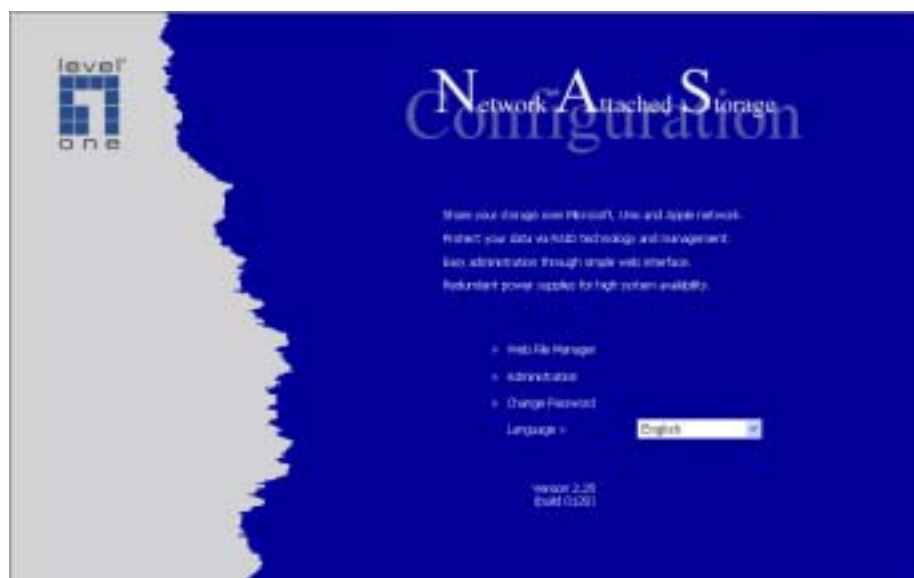 level
one
Network Attached Storage
Configuration
Share your storage over Microsoft, Unix and Apple network.
Protect your data via RAID technology and management.
Easy administration through simple web interface.
Redundant power supplies for high system availibility.
» Web File Manager
» Administration
» Change Password
Language » English
Version 2.25